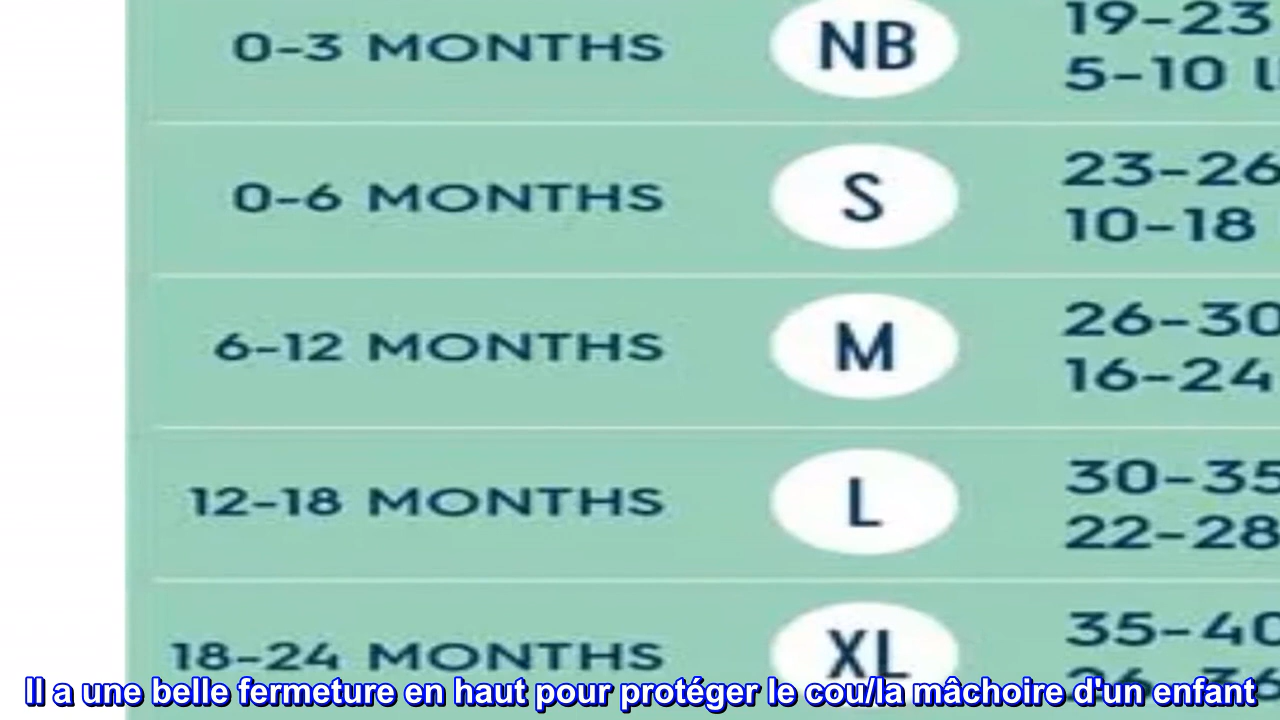 0-3 MONTHS NB 19-23
5-10
0-6 MONTHS S 23-26
10-18
6-12 MONTHS M 26-30
16-24
12-18 MONTHS L 30-35
22-28
18-24 MONTHS XL 35-40
Il a une belle fermeture en haut pour protéger le cou/la mâchoire d'un enfant